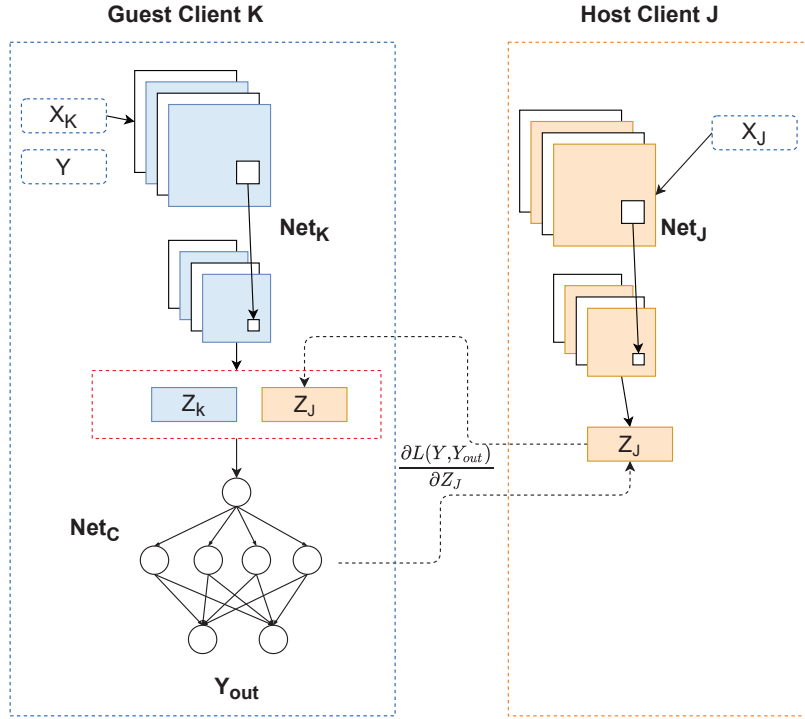 Guest Client K
Host Client J
X_K
Y
X_J
Net_K
Net_J
Z_k
Z_J
Z_J
∂L(Y,Y_out)
∂Z_J
Net_C
Y_out